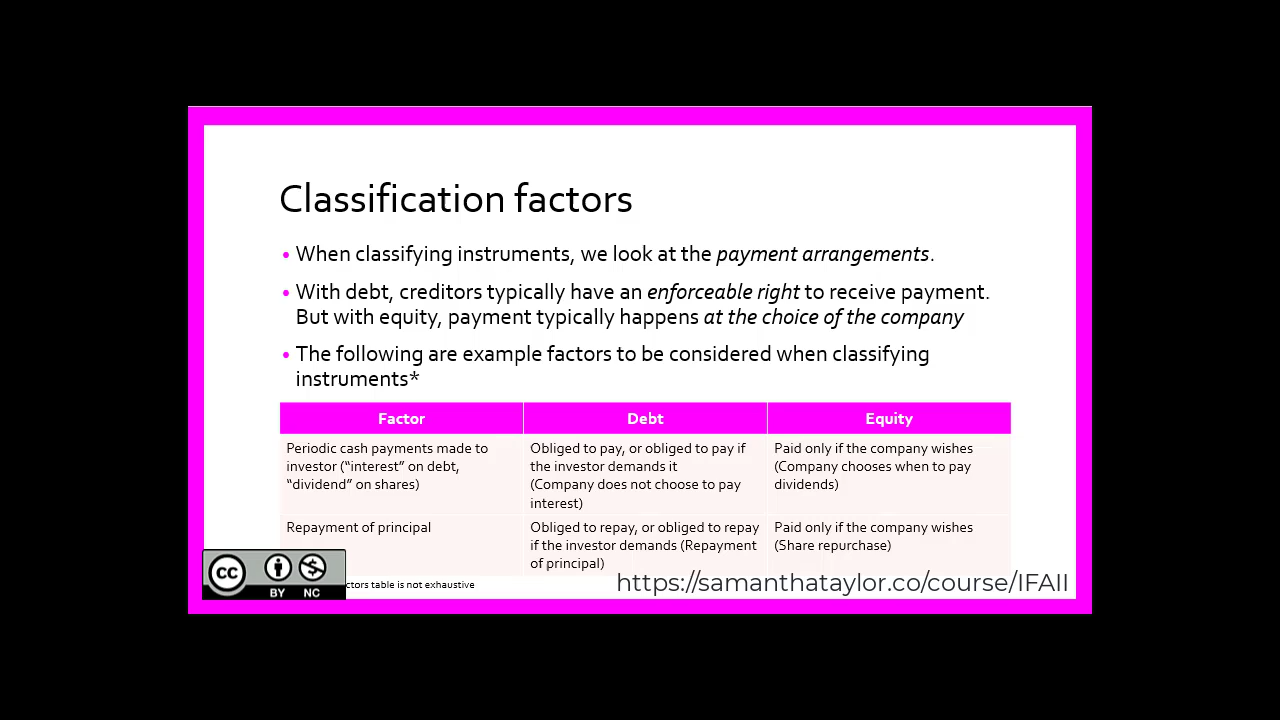 Classification factors
• When classifying instruments, we look at the payment arrangements.
• With debt, creditors typically have an enforceable right to receive payment.
But with equity, payment typically happens at the choice of the company
• The following are example factors to be considered when classifying
instruments*
Factor
Debt
Equity
Periodic cash payments made to
investor (“interest” on debt,
“dividend” on shares)
Obliged to pay, or obliged to pay if
the investor demands it
(Company does not choose to pay
interest)
Paid only if the company wishes
(Company chooses when to pay
dividends)
Repayment of principal
Obliged to repay, or obliged to repay
if the investor demands (Repayment
of principal)
Paid only if the company wishes
(Share repurchase)
table is not exhaustive
https://samanthataylor.co/course/IFAII
CC
BY NC